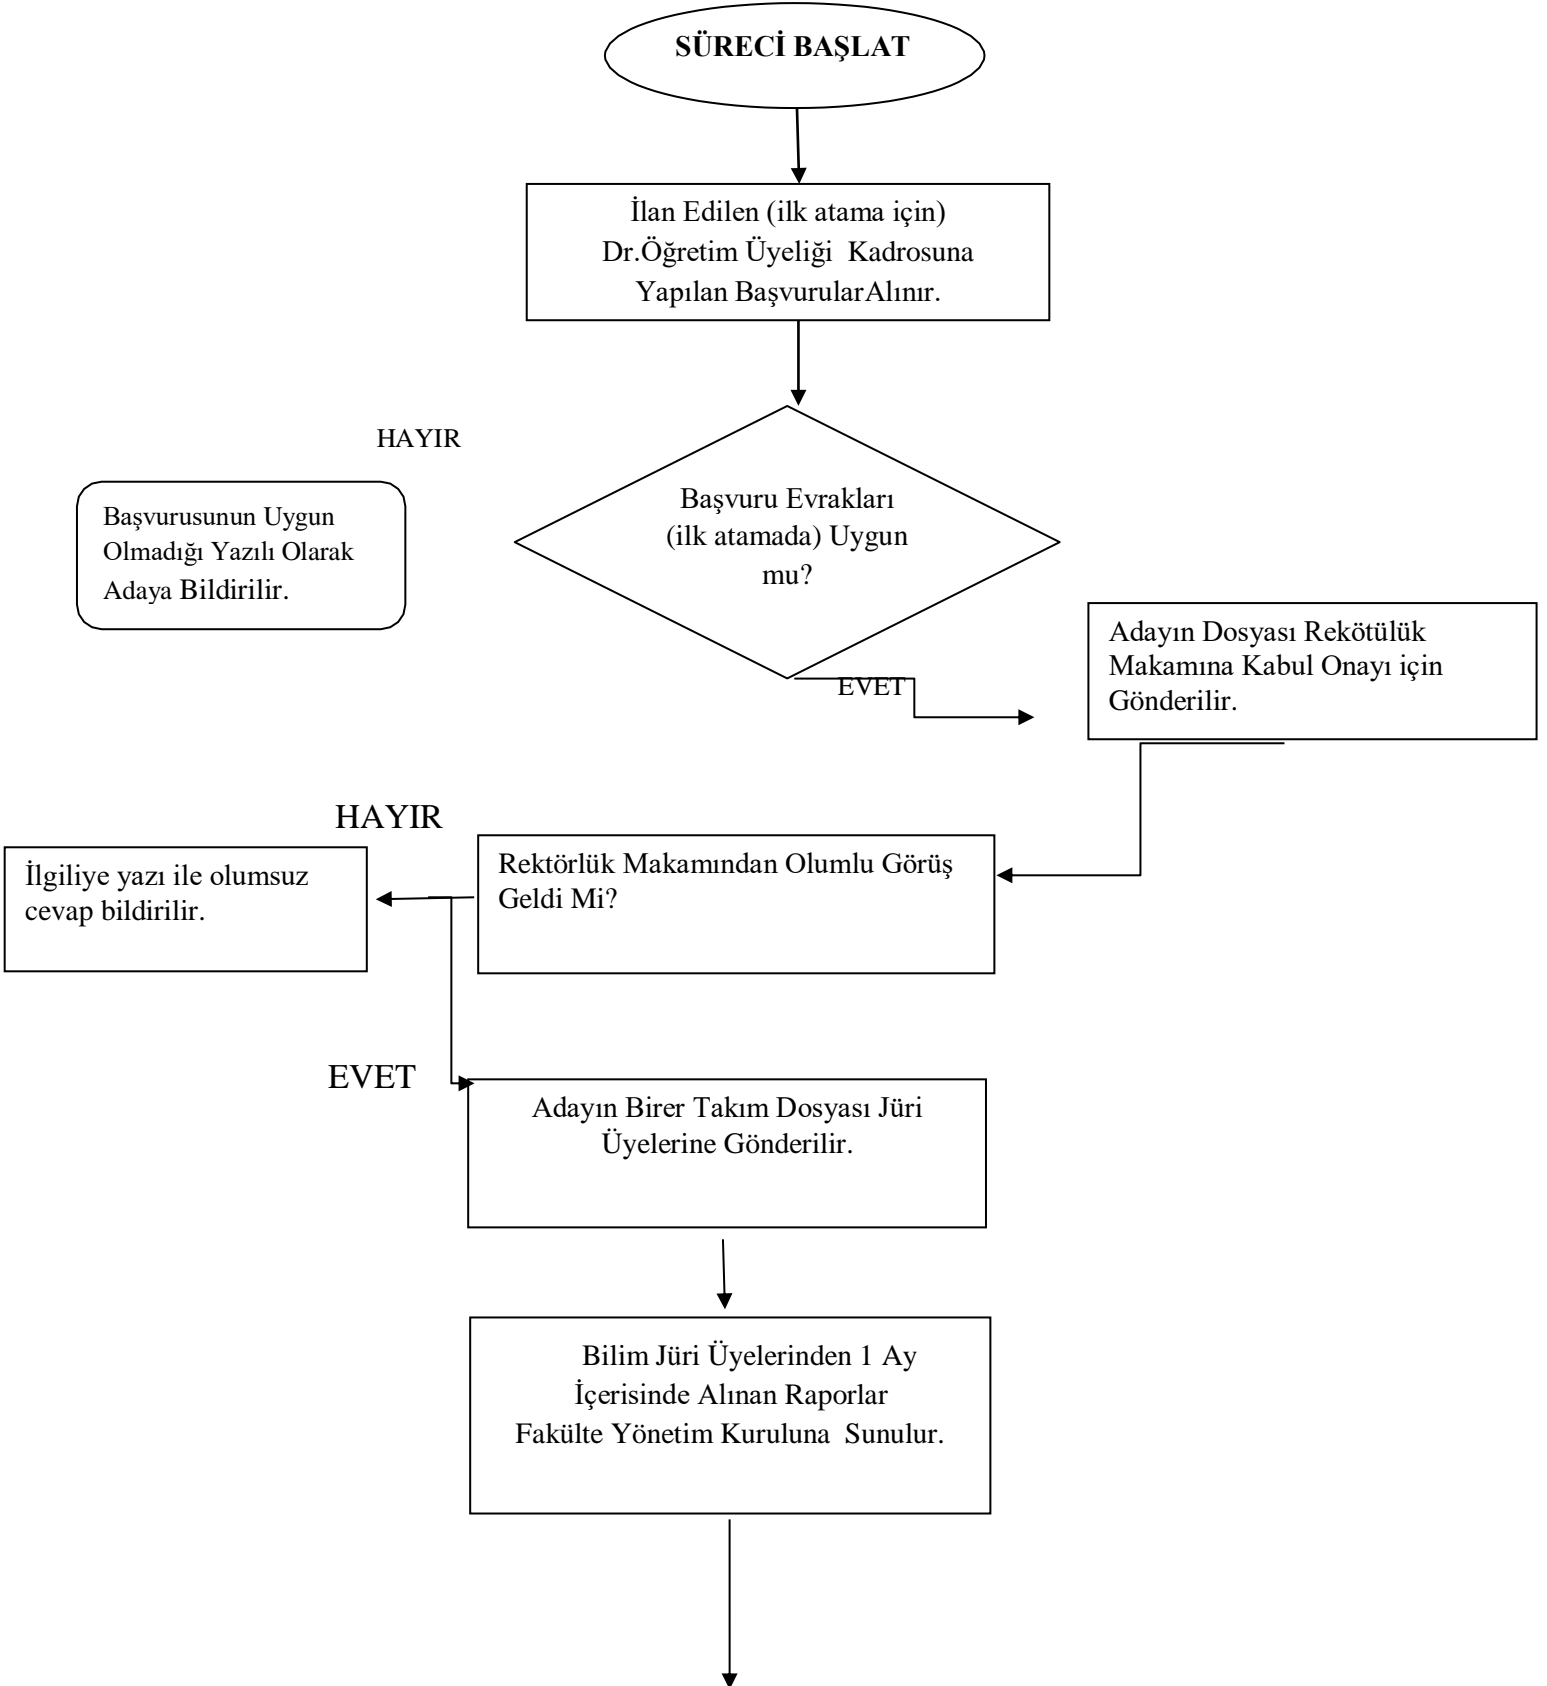 SÜRECİ BAŞLAT
İlan Edilen (ilk atama için)
Dr.Öğretim Üyeliği Kadrosuna
Yapılan BaşvurularAlınır.
HAYIR
Başvuru Evrakları
(ilk atamada) Uygun
mu?
Başvurusunun Uygun
Olmadığı Yazılı Olarak
Adaya Bildirilir.
EVET
Adayın Dosyası Rekötülük
Makamına Kabul Onayı için
Gönderilir.
HAYIR
Rektörlük Makamından Olumlu Görüş
Geldi Mi?
İlgiliye yazı ile olumsuz
cevap bildirilir.
EVET
Adayın Birer Takım Dosyası Jüri
Üyelerine Gönderilir.
Bilim Jüri Üyelerinden 1 Ay
İçerisinde Alınan Raporlar
Fakülte Yönetim Kuruluna Sunulur.